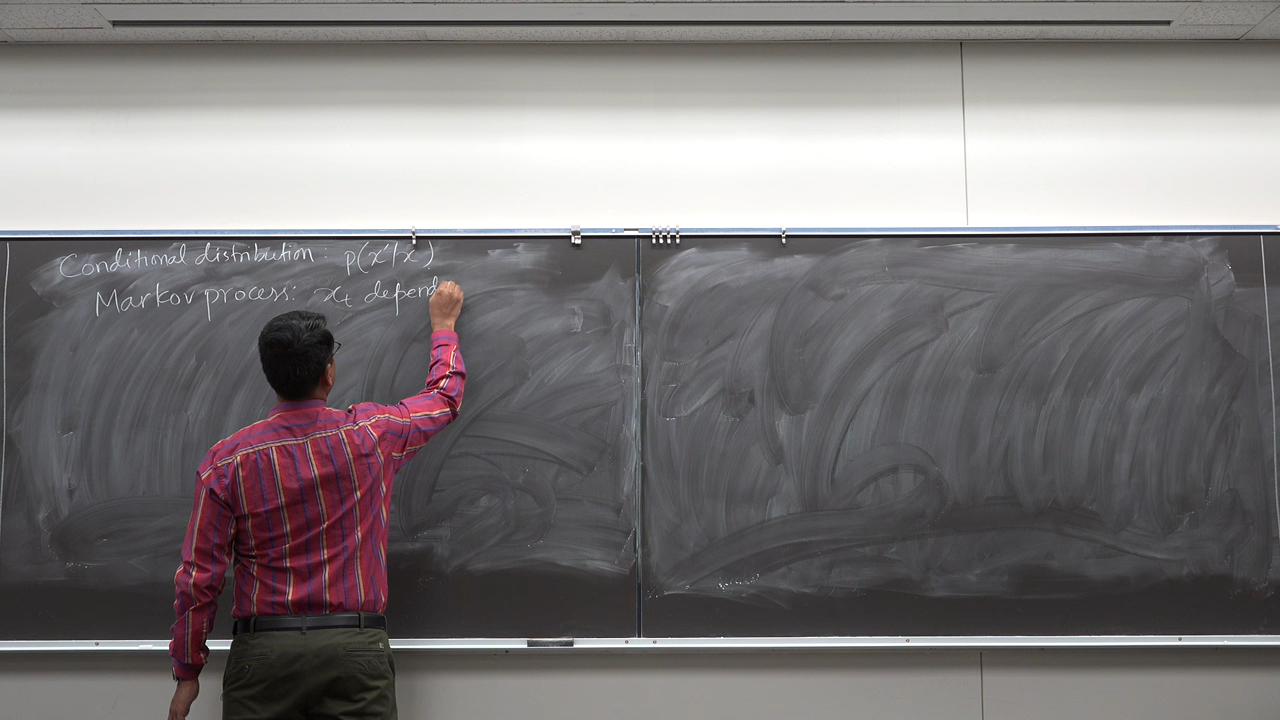 Conditional distribution: p(x'|x)
Markov process: x_t depend